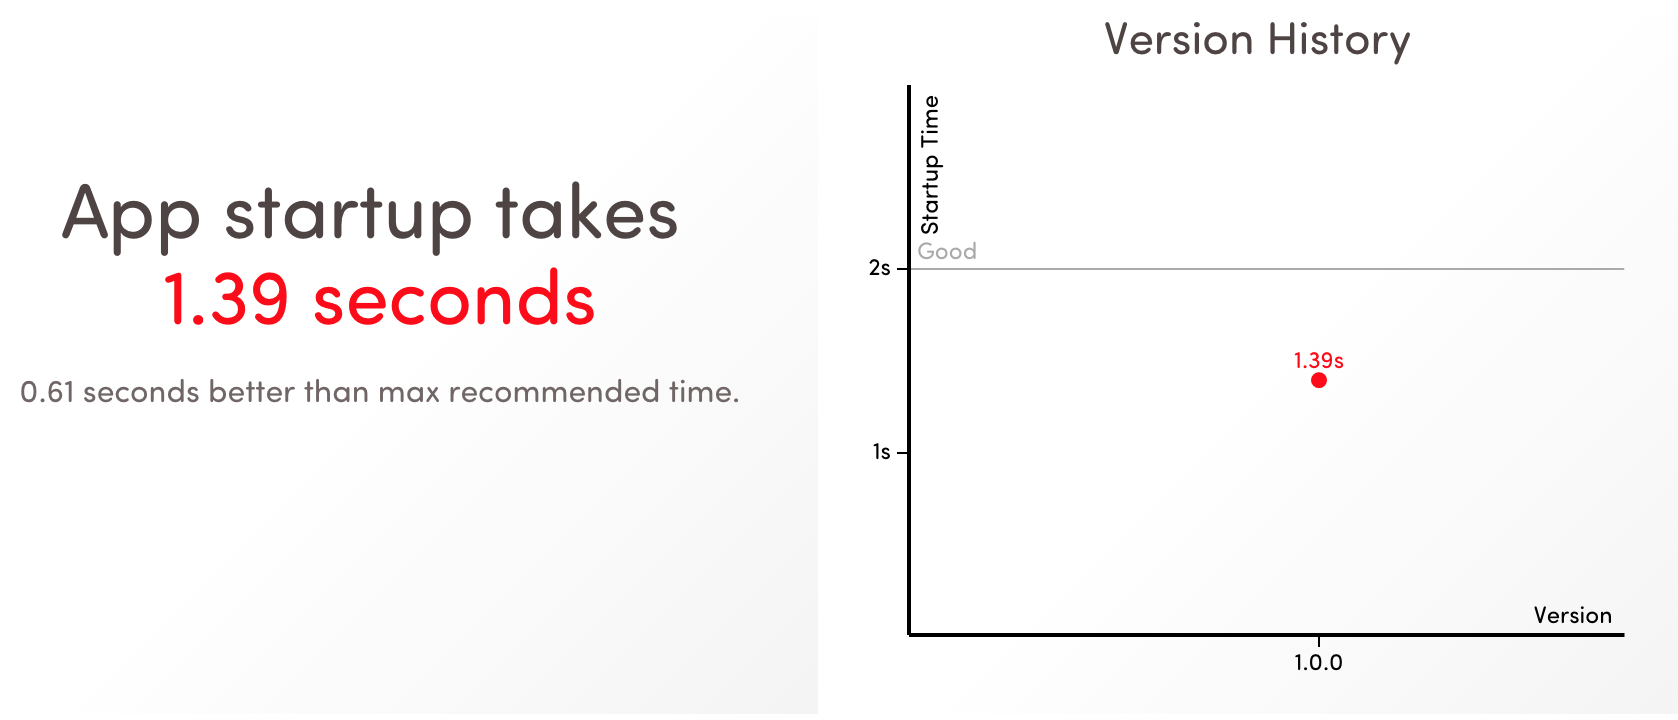 App startup takes
1.39 seconds
0.61 seconds better than max recommended time.
Version History
Startup Time
Good
2s
1.39s
1s
Version
1.0.0